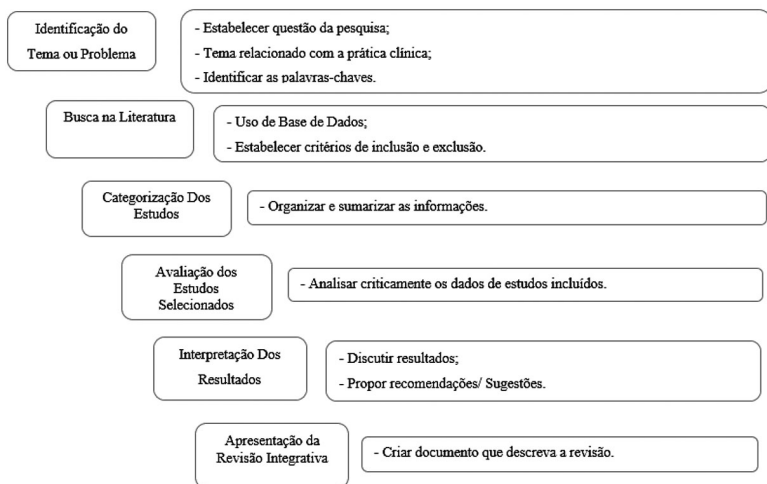 Identificação do
Tema ou Problema
- Estabelecer questão da pesquisa;
- Tema relacionado com a prática clínica;
- Identificar as palavras-chaves.
Busca na Literatura
- Uso de Base de Dados;
- Estabelecer critérios de inclusão e exclusão.
Categorização Dos
Estudos
- Organizar e sumarizar as informações.
Avaliação dos
Estudos
Selecionados
- Analisar criticamente os dados de estudos incluídos.
Interpretação Dos
Resultados
- Discutir resultados;
- Propor recomendações/ Sugestões.
Apresentação da
Revisão Integrativa
- Criar documento que descreva a revisão.